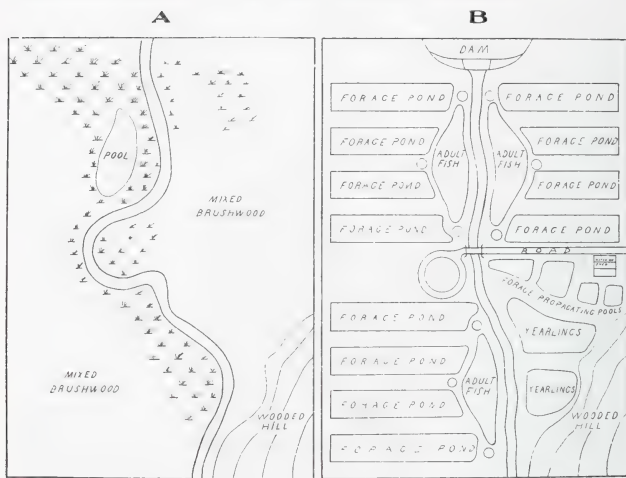 A
B
POOL
MIXED
BRUSHWOOD
MIXED
BRUSHWOOD
WOODED
HILL
DAM
FORAGE POND
FORAGE POND
FORAGE POND
FORAGE POND
ADULT
FISH
ADULT
FISH
FORAGE POND
FORAGE POND
FORAGE POND
FORAGE POND
ROAD
FORAGE PROPAGATING POOLS
FORAGE POND
YEARLINGS
FORAGE POND
ADULT
FISH
YEARLINGS
FORAGE POND
WOODED
HILL
FORAGE POND